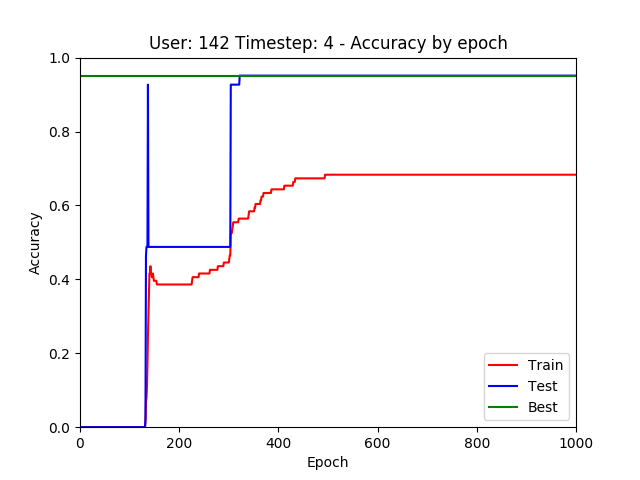 User: 142 Timestep: 4 - Accuracy by epoch
1.0
0.8
0.6
0.4
0.2
0.0
Accuracy
0 200 400 600 800 1000
Epoch
Train
Test
Best